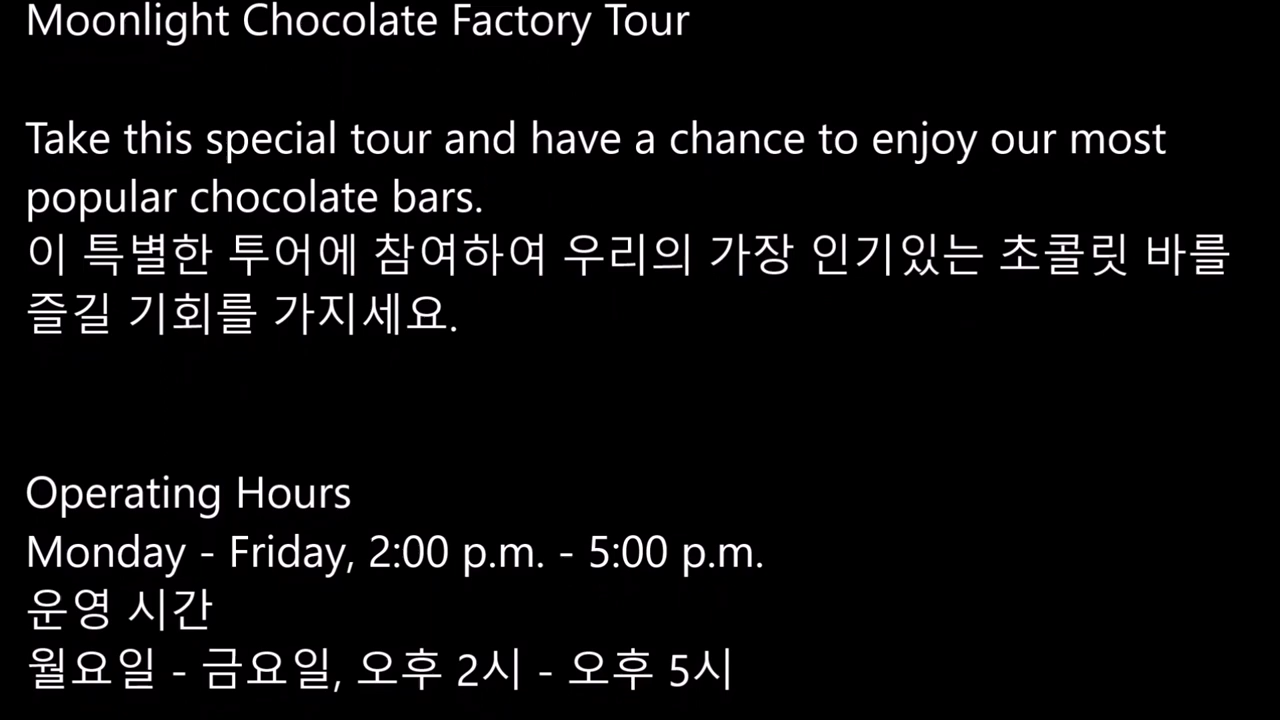 Moonlight Chocolate Factory Tour
Take this special tour and have a chance to enjoy our most
popular chocolate bars.
이 특별한 투어에 참여하여 우리의 가장 인기있는 초콜릿 바를
즐길 기회를 가지세요.
Operating Hours
Monday - Friday, 2:00 p.m. - 5:00 p.m.
운영 시간
월요일 - 금요일, 오후 2시 - 오후 5시